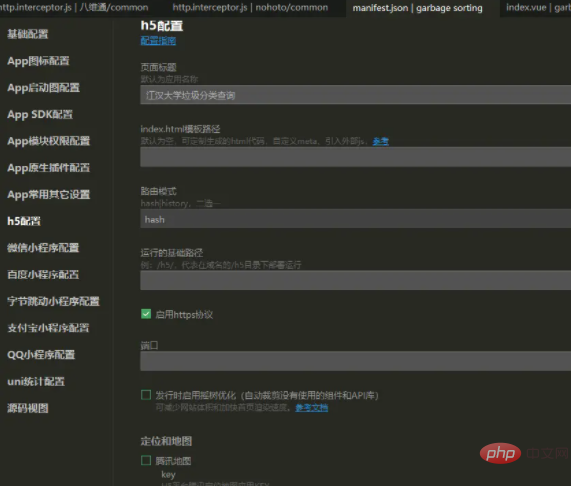 http.interceptor.js | 八维通/common
http.interceptor.js | nohoto/common
manifest.json | garbage sorting
index.vue | garb
基础配置
App图标配置
App启动图配置
App SDK配置
App模块权限配置
App原生插件配置
App常用其它设置
h5配置
微信小程序配置
百度小程序配置
字节跳动小程序配置
支付宝小程序配置
QQ小程序配置
uni统计配置
源码视图
h5配置
配置指南
页面标题
默认为应用名称
江汉大学垃圾分类查询
index.html模板路径
默认为空，可定制生成的html代码，自定义meta、引入外部js，参考
路由模式
hash|history，二选一
hash
运行的基础路径
例：/h5/，代表在域名的/h5目录下部署运行
启用https协议
端口
发行时启用摇树优化（自动裁剪没有使用的组件和API库）
可减少网站体积和加快首页渲染速度，参考文档
定位和地图
腾讯地图
key
php 中文网